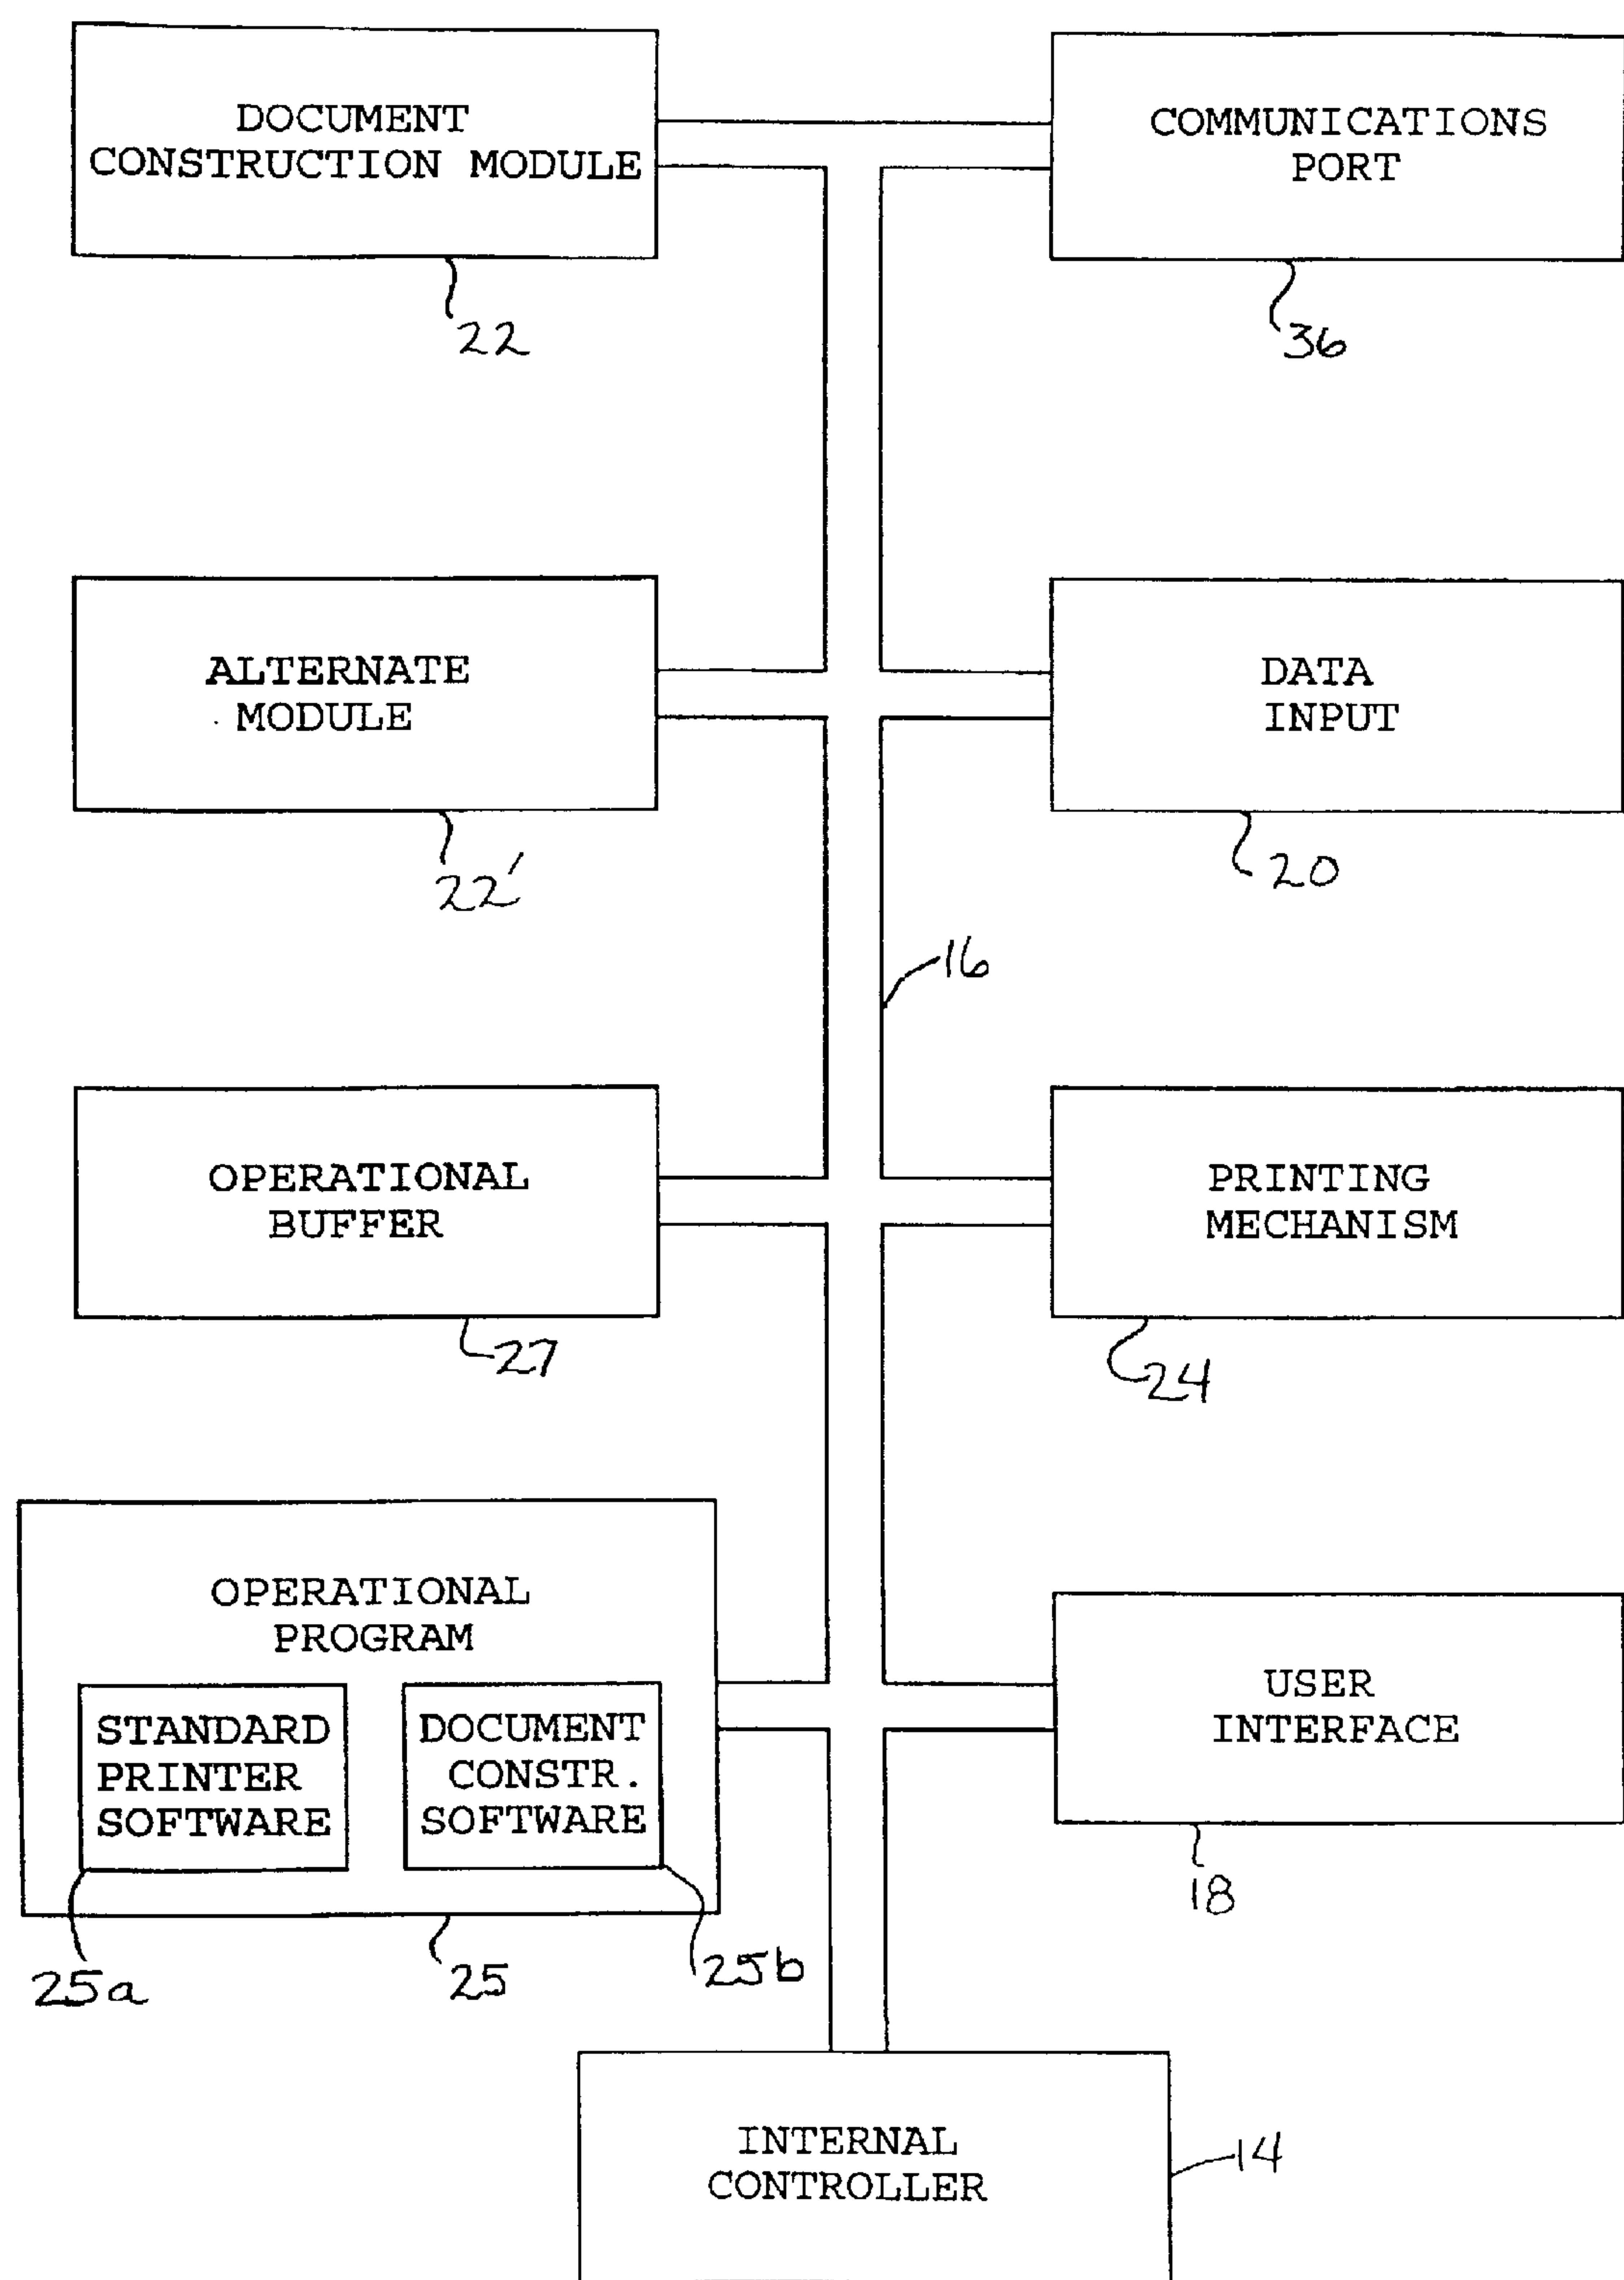 DOCUMENT
CONSTRUCTION MODULE
22
COMMUNICATIONS
PORT
36
ALTERNATE
MODULE
22'
DATA
INPUT
20
16
OPERATIONAL
BUFFER
27
PRINTING
MECHANISM
24
OPERATIONAL
PROGRAM
STANDARD
PRINTER
SOFTWARE
25a
DOCUMENT
CONSTR.
SOFTWARE
25b
25
USER
INTERFACE
18
INTERNAL
CONTROLLER
14